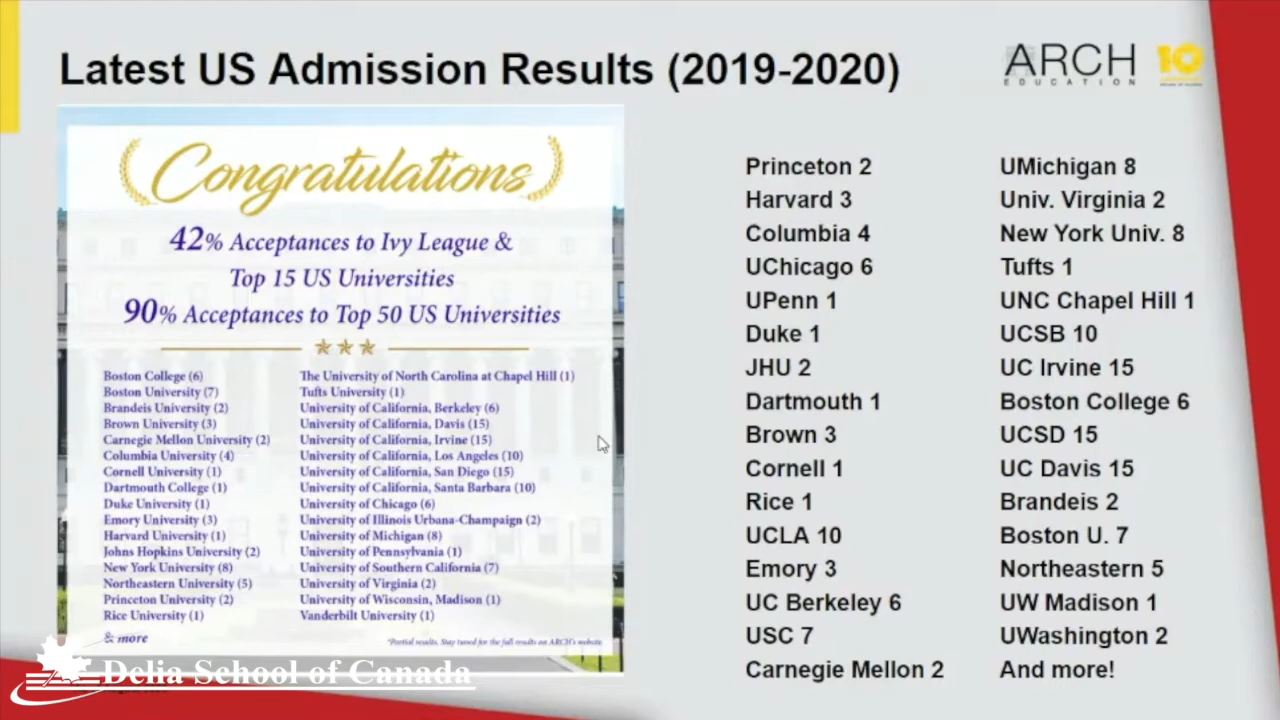 Latest US Admission Results (2019-2020)
ARCH
EDUCATION
10
Congratulations
42% Acceptances to Ivy League &
Top 15 US Universities
90% Acceptances to Top 50 US Universities
Boston College (6)
Boston University (7)
Brandeis University (2)
Brown University (3)
Carnegie Mellon University (2)
Columbia University (4)
Cornell University (1)
Dartmouth College (1)
Duke University (1)
Emory University (3)
Harvard University (1)
Johns Hopkins University (2)
New York University (8)
Northeastern University (5)
Princeton University (2)
Rice University (1)
& more
The University of North Carolina at Chapel Hill (1)
Tufts University (1)
University of California, Berkeley (6)
University of California, Davis (15)
University of California, Irvine (15)
University of California, Los Angeles (10)
University of California, San Diego (15)
University of California, Santa Barbara (10)
University of Chicago (6)
University of Illinois Urbana-Champaign (2)
University of Michigan (8)
University of Pennsylvania (1)
University of Southern California (7)
University of Virginia (2)
University of Wisconsin, Madison (1)
Vanderbilt University (1)
*Partial results. Stay tuned for the full results on ARCH's website.
Princeton 2
Harvard 3
Columbia 4
UChicago 6
UPenn 1
Duke 1
JHU 2
Dartmouth 1
Brown 3
Cornell 1
Rice 1
UCLA 10
Emory 3
UC Berkeley 6
USC 7
Carnegie Mellon 2
UMichigan 8
Univ. Virginia 2
New York Univ. 8
Tufts 1
UNC Chapel Hill 1
UCSB 10
UC Irvine 15
Boston College 6
UCSD 15
UC Davis 15
Brandeis 2
Boston U. 7
Northeastern 5
UW Madison 1
UWashington 2
And more!
Delia School of Canada